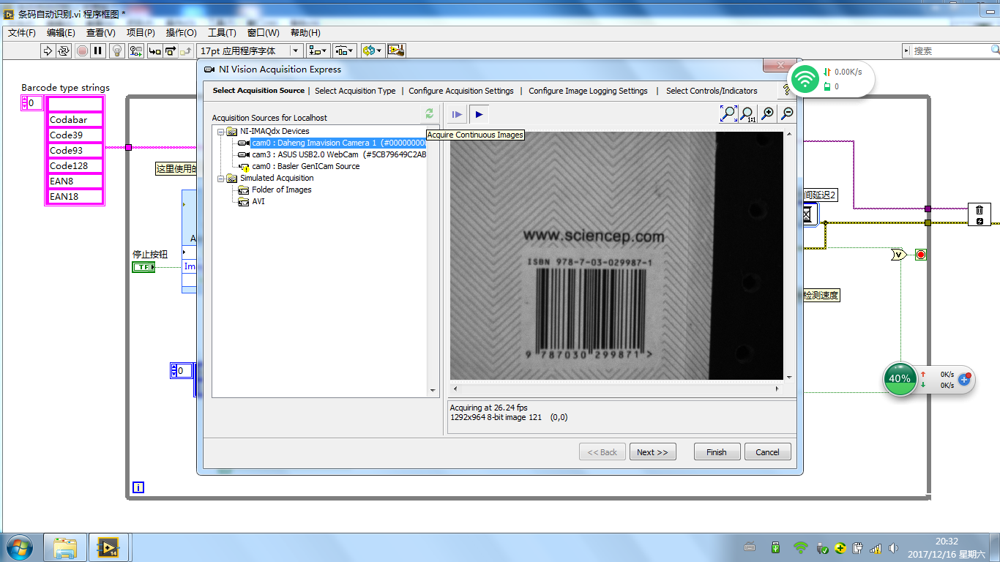 条码自动识别.vi 程序框图 *
文件(F) 编辑(E) 查看(V) 项目(P) 操作(O) 工具(T) 窗口(W) 帮助(H)
17pt 应用程序字体
搜索
NI Vision Acquisition Express
0.00K/s
0
Select Acquisition Source | Select Acquisition Type | Configure Acquisition Settings | Configure Image Logging Settings | Select Controls/Indicators
?
Barcode type strings
0
Codabar
Code39
Code93
Code128
EAN8
EAN18
这里使用的
A
停止按钮
TF
Im
0
i
Acquisition Sources for Localhost
NI-IMAQdx Devices
cam0 : Daheng Imavision Camera 1 (#000000000
cam3 : ASUS USB2.0 WebCam (#5CB79649C2AB
cam0 : Basler GenICam Source
Simulated Acquisition
Folder of Images
AVI
1:1
Acquire Continuous Images
www.sciencep.com
ISBN 978-7-03-029987-1
9 787030 299871 >
Acquiring at 26.24 fps
1292x964 8-bit image 121 (0,0)
<< Back
Next >>
Finish
Cancel
间延迟2
检测速度
40%
0K/s
0K/s
14
20:32
2017/12/16 星期六